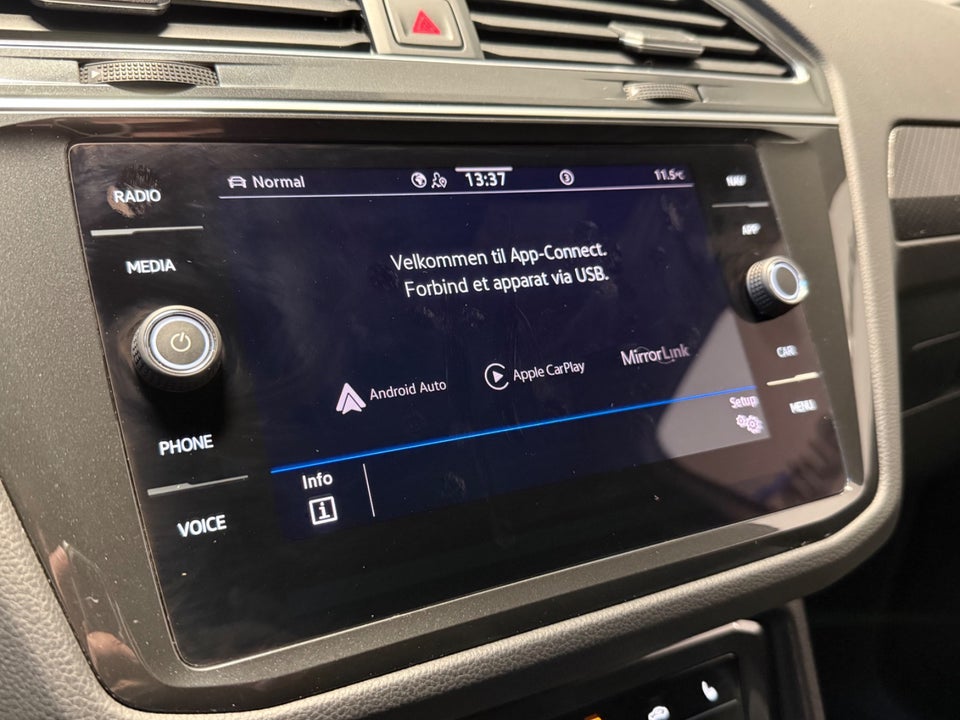 RADIO
MEDIA
PHONE
VOICE
Normal
13:37
3
11.5°C
Velkommen til App-Connect.
Forbind et apparat via USB.
Android Auto
Apple CarPlay
MirrorLink
Setup
Info
i
NAV
APP
CAR
MENU